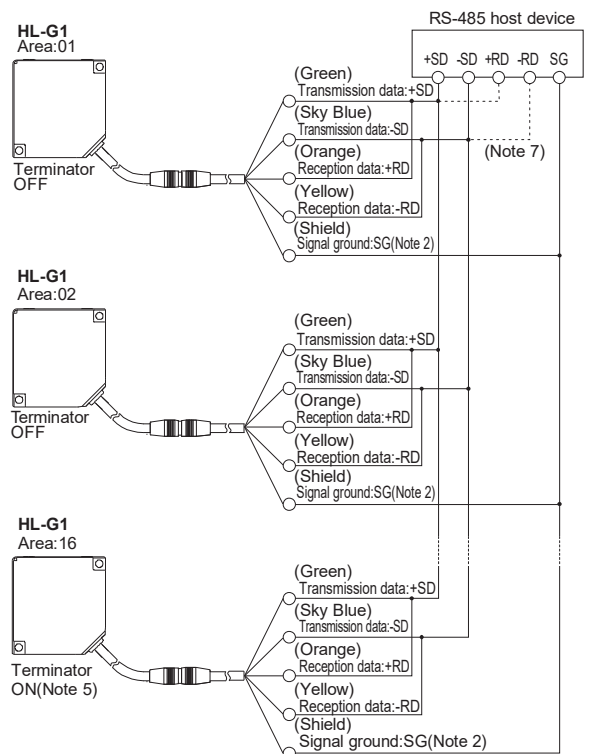 RS-485 host device
+SD -SD +RD -RD SG
(Note 7)
HL-G1
Area:01
Terminator
OFF
(Green)
Transmission data:+SD
(Sky Blue)
Transmission data:-SD
(Orange)
Reception data:+RD
(Yellow)
Reception data:-RD
(Shield)
Signal ground:SG(Note 2)
HL-G1
Area:02
Terminator
OFF
(Green)
Transmission data:+SD
(Sky Blue)
Transmission data:-SD
(Orange)
Reception data:+RD
(Yellow)
Reception data:-RD
(Shield)
Signal ground:SG(Note 2)
HL-G1
Area:16
Terminator
ON(Note 5)
(Green)
Transmission data:+SD
(Sky Blue)
Transmission data:-SD
(Orange)
Reception data:+RD
(Yellow)
Reception data:-RD
(Shield)
Signal ground:SG(Note 2)